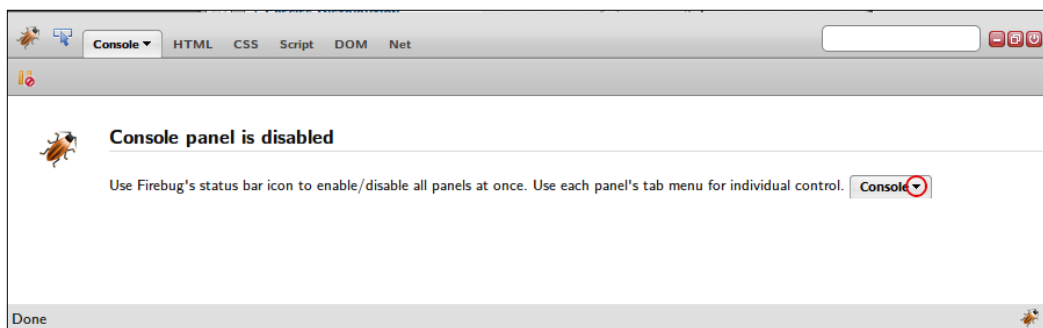 Console HTML CSS Script DOM Net
Console panel is disabled
Use Firebug's status bar icon to enable/disable all panels at once. Use each panel's tab menu for individual control. Console
Done